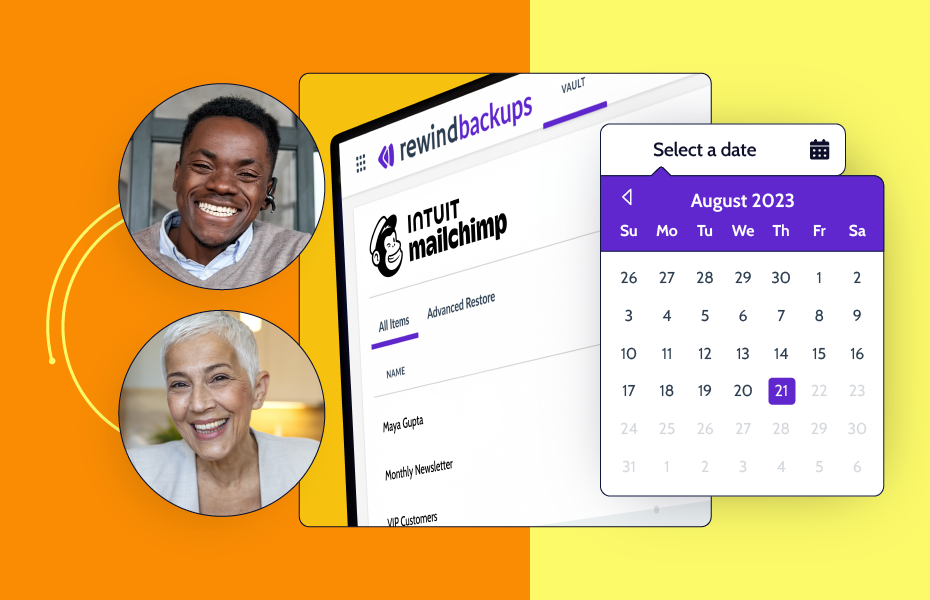 VAULT
rewindbackups
INTUIT
mailchimp
All Items Advanced Restore
NAME
Maya Gupta
Monthly Newsletter
VIP Customers
Select a date
August 2023
Su Mo Tu We Th Fr Sa
26 27 28 29 30 1 2
3 4 5 6 7 8 9
10 11 12 13 14 15 16
17 18 19 20 21 22 23
24 25 26 27 28 29 30
31 1 2 3 4 5 6